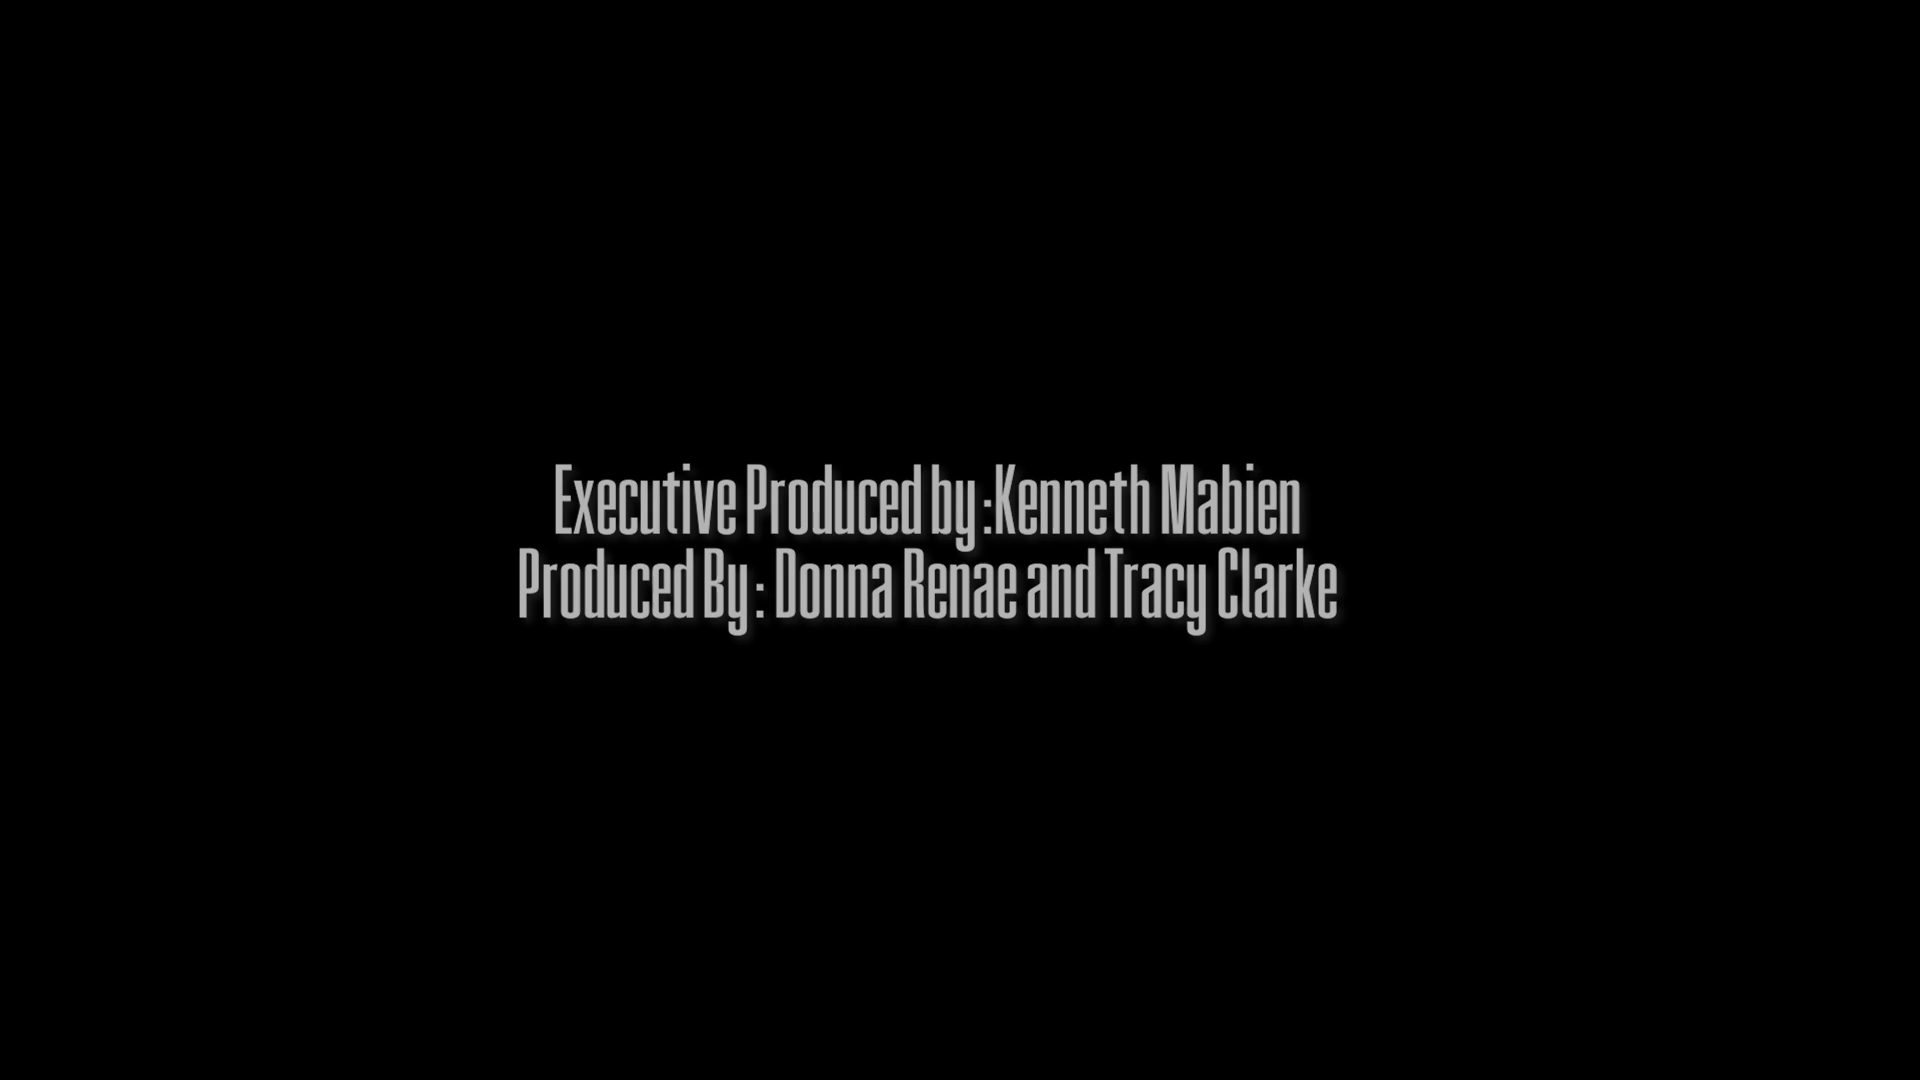 Executive Produced by :Kenneth Mabien
Produced By : Donna Renae and Tracy Clarke